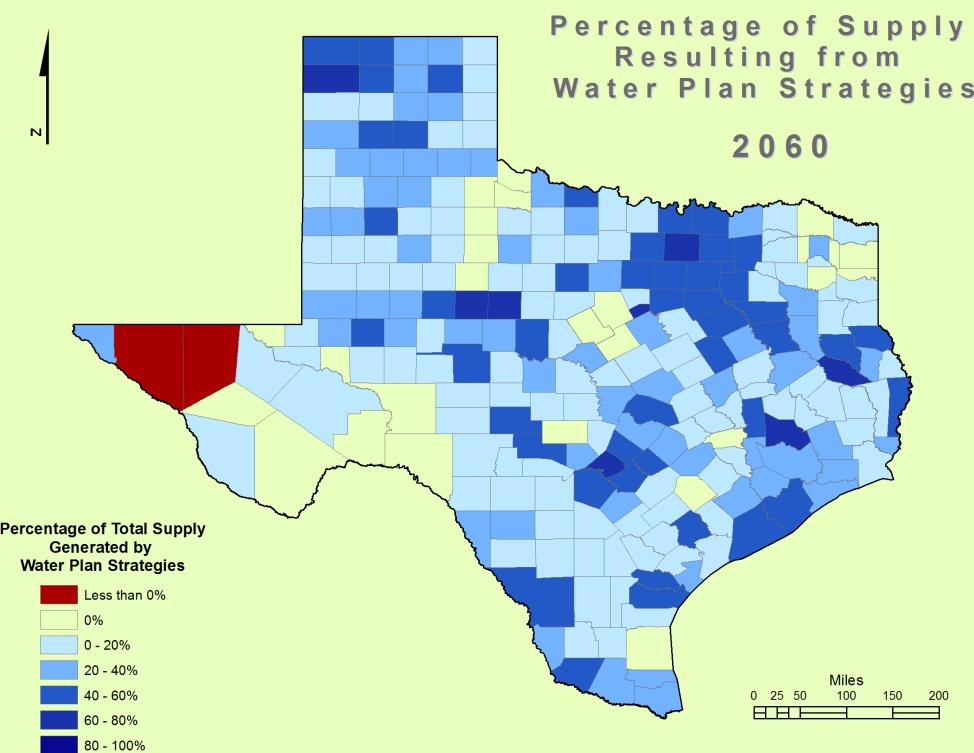 Percentage of Supply
Resulting from
Water Plan Strategies
2060
N
Percentage of Total Supply
Generated by
Water Plan Strategies
Less than 0%
0%
0 - 20%
20 - 40%
40 - 60%
60 - 80%
80 - 100%
Miles
0 25 50 100 150 200